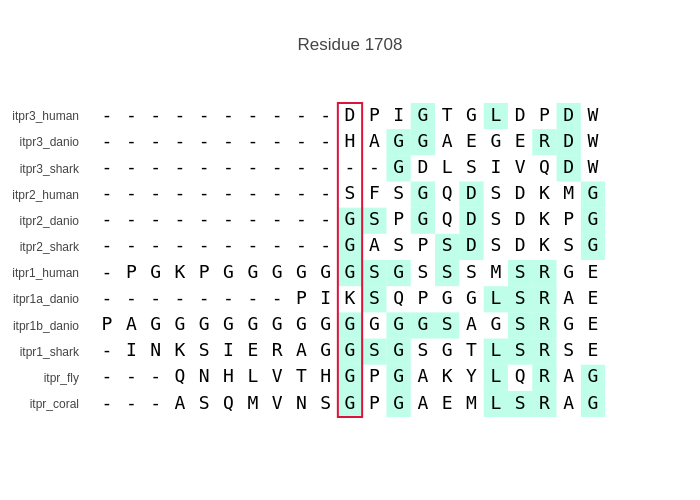 Residue 1708
itpr3_human - - - - - - - - - - D P I G T G L D P D W
itpr3_danio - - - - - - - - - - H A G G A E G E R D W
itpr3_shark - - - - - - - - - - - - G D L S I V Q D W
itpr2_human - - - - - - - - - - S F S G Q D S D K M G
itpr2_danio - - - - - - - - - - G S P G Q D S D K P G
itpr2_shark - - - - - - - - - - G A S P S D S D K S G
itpr1_human - P G K P G G G G G G S G S S S M S R G E
itpr1a_danio - - - - - - - - P I K S Q P G G L S R A E
itpr1b_danio P A G G G G G G G G G G G G S A G S R G E
itpr1_shark - I N K S I E R A G G S G S G T L S R S E
itpr_fly - - - Q N H L V T H G P G A K Y L Q R A G
itpr_coral - - - A S Q M V N S G P G A E M L S R A G